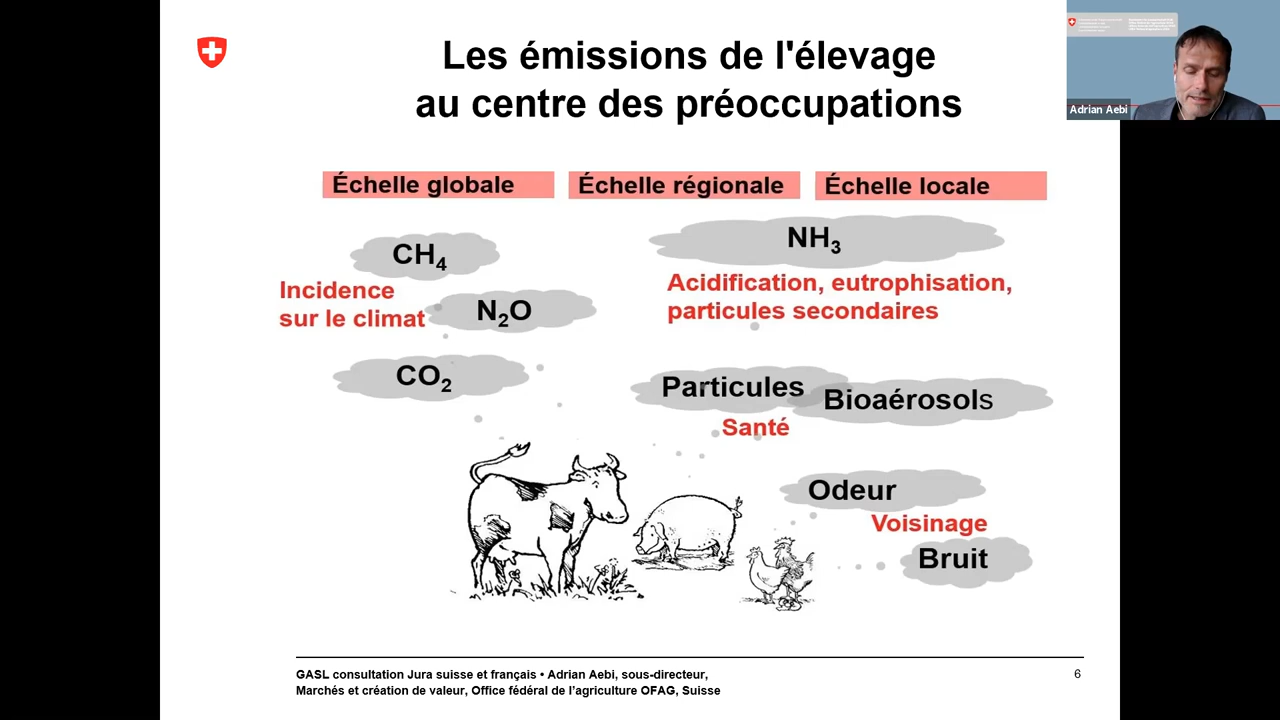 Les émissions de l'élevage
au centre des préoccupations
Adrian Aebi
Échelle globale
Échelle régionale
Échelle locale
CH₄
NH₃
Incidence
sur le climat
N₂O
Acidification, eutrophisation,
particules secondaires
CO₂
Particules
Bioaérosols
Santé
Odeur
Voisinage
Bruit
GASL consultation Jura suisse et français • Adrian Aebi, sous-directeur,
Marchés et création de valeur, Office fédéral de l'agriculture OFAG, Suisse
6